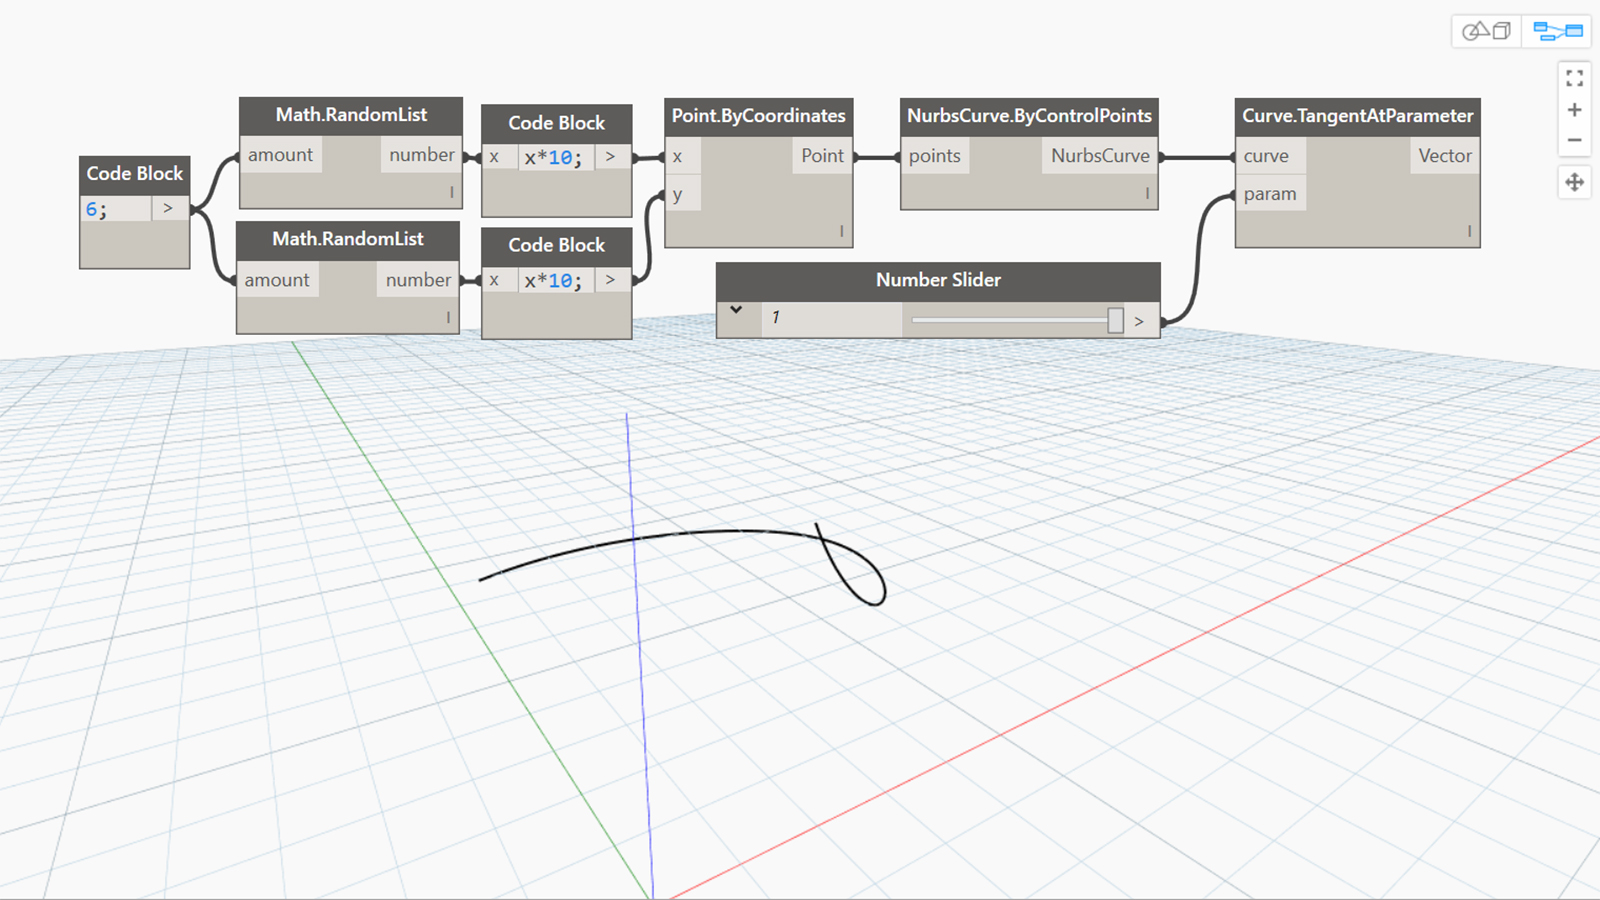 Code Block
6; >
Math.RandomList
amount number
l
Math.RandomList
amount number
l
Code Block
x x*10; >
Code Block
x x*10; >
Point.ByCoordinates
x Point
y
l
NurbsCurve.ByControlPoints
points NurbsCurve
l
Number Slider
1 >
Curve.TangentAtParameter
curve Vector
param
l